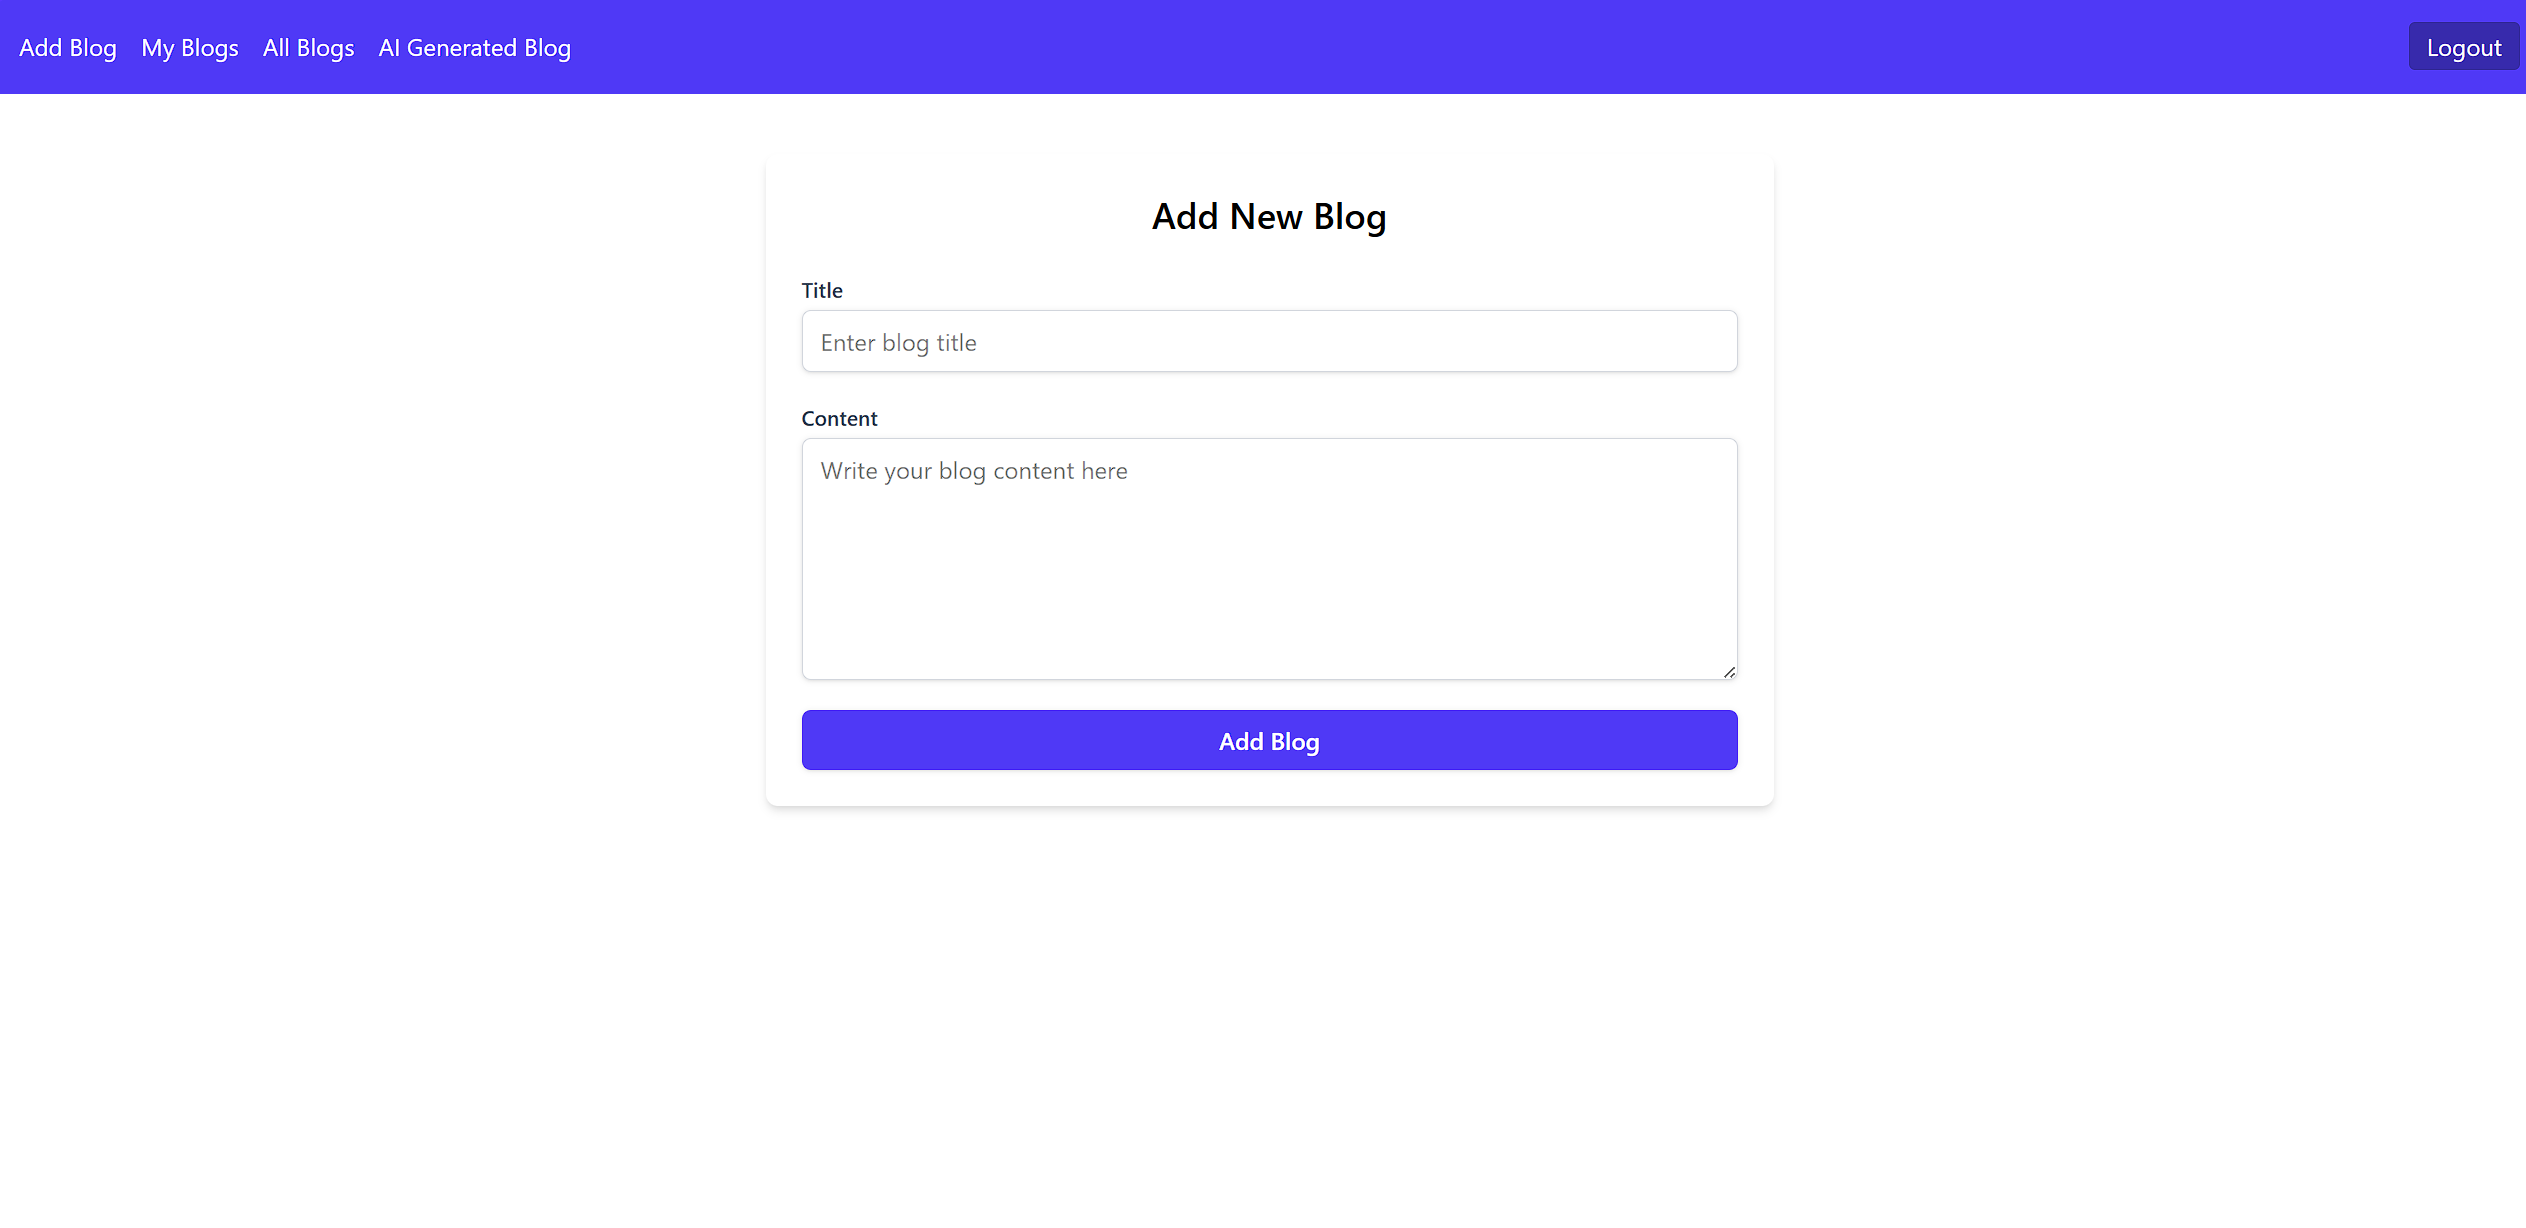 Add Blog My Blogs All Blogs AI Generated Blog Logout
Add New Blog
Title
Enter blog title
Content
Write your blog content here
Add Blog